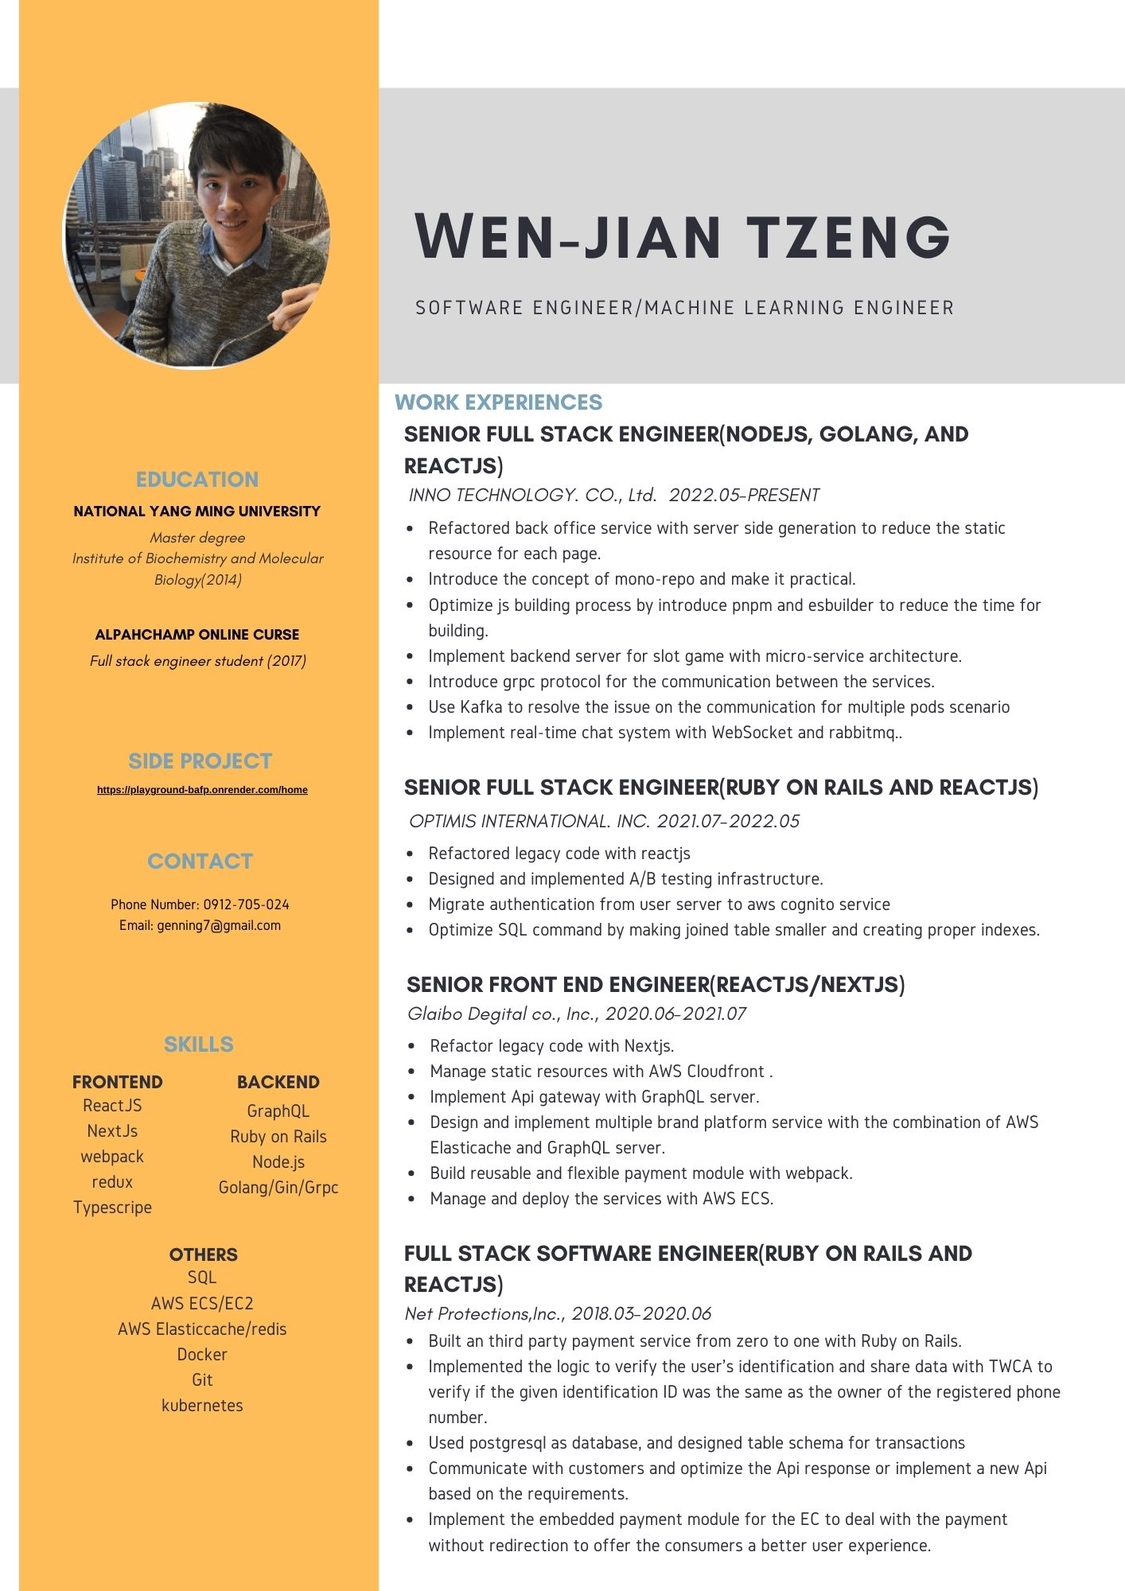 WEN-JIAN TZENG
SOFTWARE ENGINEER/MACHINE LEARNING ENGINEER
EDUCATION
NATIONAL YANG MING UNIVERSITY
Master degree
Institute of Biochemistry and Molecular
Biology(2014)
ALPAHCHAMP ONLINE CURSE
Full stack engineer student (2017)
SIDE PROJECT
https://playground-bafp.onrender.com/home
CONTACT
Phone Number: 0912-705-024
Email: genning7@gmail.com
SKILLS
FRONTEND
ReactJS
NextJs
webpack
redux
Typescripe
BACKEND
GraphQL
Ruby on Rails
Node.js
Golang/Gin/Grpc
OTHERS
SQL
AWS ECS/EC2
AWS Elasticcache/redis
Docker
Git
kubernetes
WORK EXPERIENCES
SENIOR FULL STACK ENGINEER(NODEJS, GOLANG, AND
REACTJS)
INNO TECHNOLOGY. CO., Ltd.  2022.05-PRESENT
• Refactored back office service with server side generation to reduce the static
resource for each page.
• Introduce the concept of mono-repo and make it practical.
• Optimize js building process by introduce pnpm and esbuilder to reduce the time for
building.
• Implement backend server for slot game with micro-service architecture.
• Introduce grpc protocol for the communication between the services.
• Use Kafka to resolve the issue on the communication for multiple pods scenario
• Implement real-time chat system with WebSocket and rabbitmq..
SENIOR FULL STACK ENGINEER(RUBY ON RAILS AND REACTJS)
OPTIMIS INTERNATIONAL. INC. 2021.07-2022.05
• Refactored legacy code with reactjs
• Designed and implemented A/B testing infrastructure.
• Migrate authentication from user server to aws cognito service
• Optimize SQL command by making joined table smaller and creating proper indexes.
SENIOR FRONT END ENGINEER(REACTJS/NEXTJS)
Glaibo Degital co., Inc., 2020.06-2021.07
• Refactor legacy code with Nextjs.
• Manage static resources with AWS Cloudfront .
• Implement Api gateway with GraphQL server.
• Design and implement multiple brand platform service with the combination of AWS
Elasticache and GraphQL server.
• Build reusable and flexible payment module with webpack.
• Manage and deploy the services with AWS ECS.
FULL STACK SOFTWARE ENGINEER(RUBY ON RAILS AND
REACTJS)
Net Protections,Inc., 2018.03-2020.06
• Built an third party payment service from zero to one with Ruby on Rails.
• Implemented the logic to verify the user's identification and share data with TWCA to
verify if the given identification ID was the same as the owner of the registered phone
number.
• Used postgresql as database, and designed table schema for transactions
• Communicate with customers and optimize the Api response or implement a new Api
based on the requirements.
• Implement the embedded payment module for the EC to deal with the payment
without redirection to offer the consumers a better user experience.